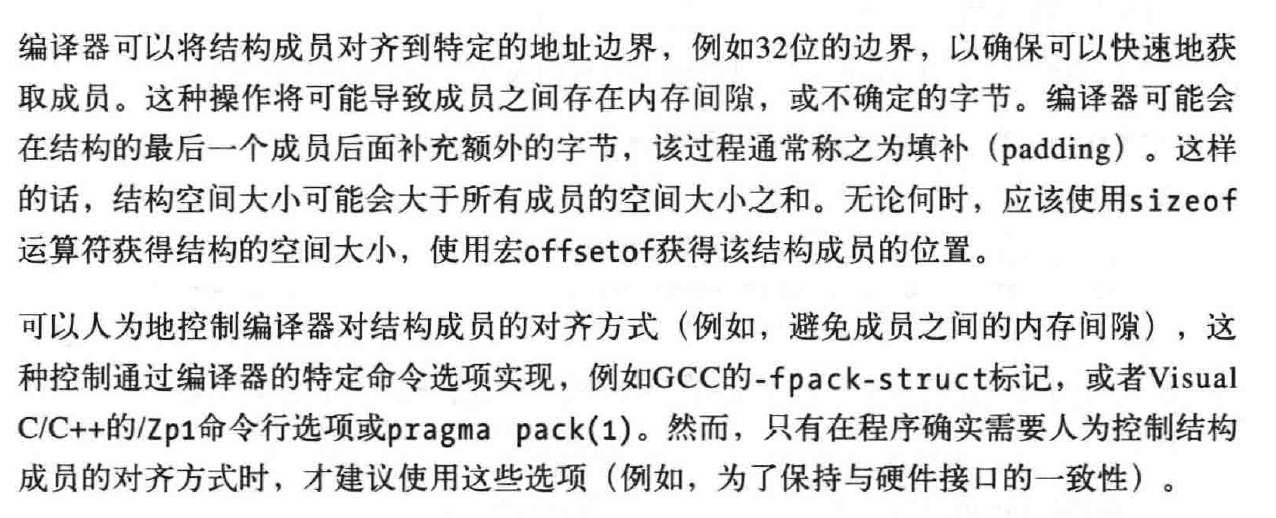 编译器可以将结构成员对齐到特定的地址边界，例如32位的边界，以确保可以快速地获
取成员。这种操作将可能导致成员之间存在内存间隙，或不确定的字节。编译器可能会
在结构的最后一个成员后面补充额外的字节，该过程通常称之为填补（padding）。这样
的话，结构空间大小可能会大于所有成员的空间大小之和。无论何时，应该使用sizeof
运算符获得结构的空间大小，使用宏offsetof获得该结构成员的位置。
可以人为地控制编译器对结构成员的对齐方式（例如，避免成员之间的内存间隙），这
种控制通过编译器的特定命令选项实现，例如GCC的-fpack-struct标记，或者Visual
C/C++的/Zp1命令行选项或pragma pack(1)。然而，只有在程序确实需要人为控制结构
成员的对齐方式时，才建议使用这些选项（例如，为了保持与硬件接口的一致性）。